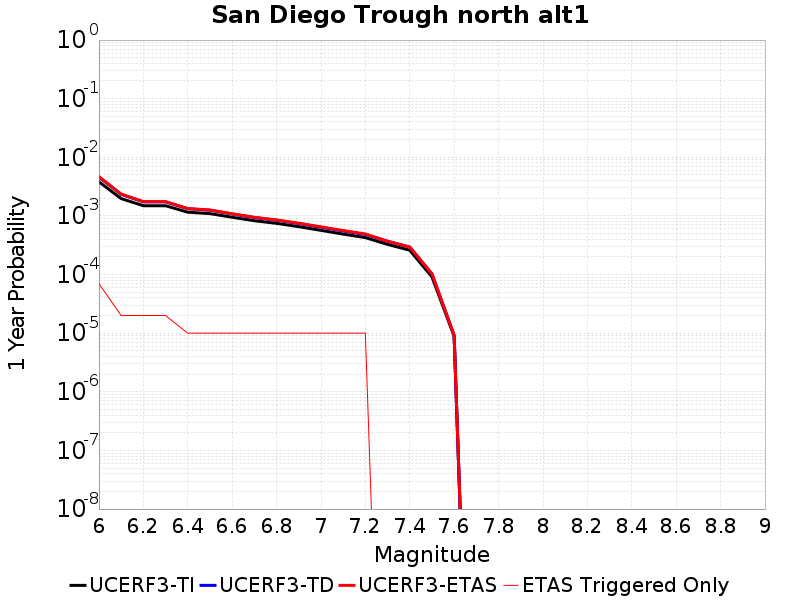 San Diego Trough north alt1
1 Year Probability
10^0
10^-1
10^-2
10^-3
10^-4
10^-5
10^-6
10^-7
10^-8
6 6.2 6.4 6.6 6.8 7 7.2 7.4 7.6 7.8 8 8.2 8.4 8.6 8.8 9
Magnitude
UCERF3-TI UCERF3-TD UCERF3-ETAS ETAS Triggered Only